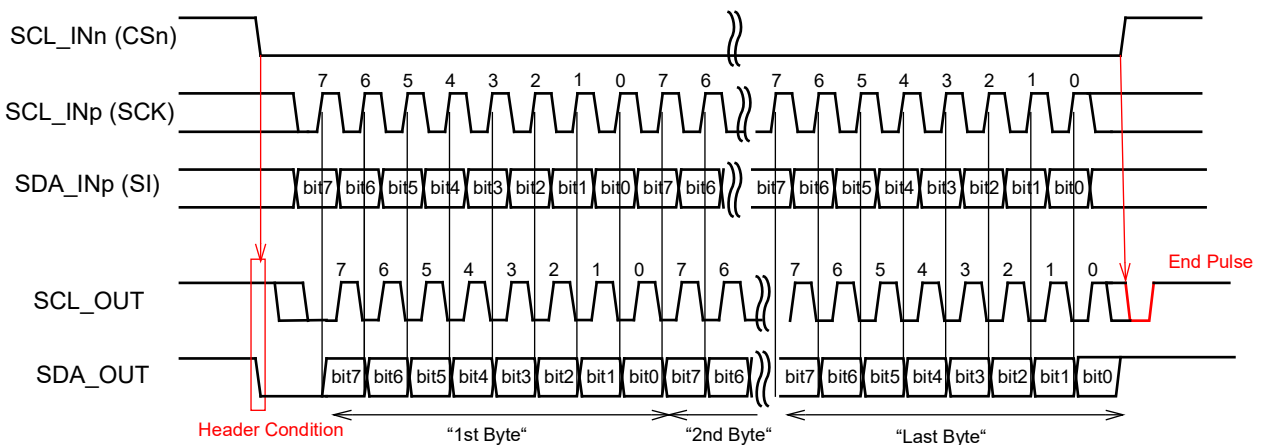 SCL_INn (CSn)
7 6 5 4 3 2 1 0 7 6 7 6 5 4 3 2 1 0
SCL_INp (SCK)
SDA_INp (SI)
bit7 bit6 bit5 bit4 bit3 bit2 bit1 bit0 bit7 bit6 bit7 bit6 bit5 bit4 bit3 bit2 bit1 bit0
7 6 5 4 3 2 1 0 7 6 7 6 5 4 3 2 1 0
End Pulse
SCL_OUT
SDA_OUT
bit7 bit6 bit5 bit4 bit3 bit2 bit1 bit0 bit7 bit6 bit7 bit6 bit5 bit4 bit3 bit2 bit1 bit0
Header Condition
“1st Byte“
“2nd Byte“
“Last Byte“